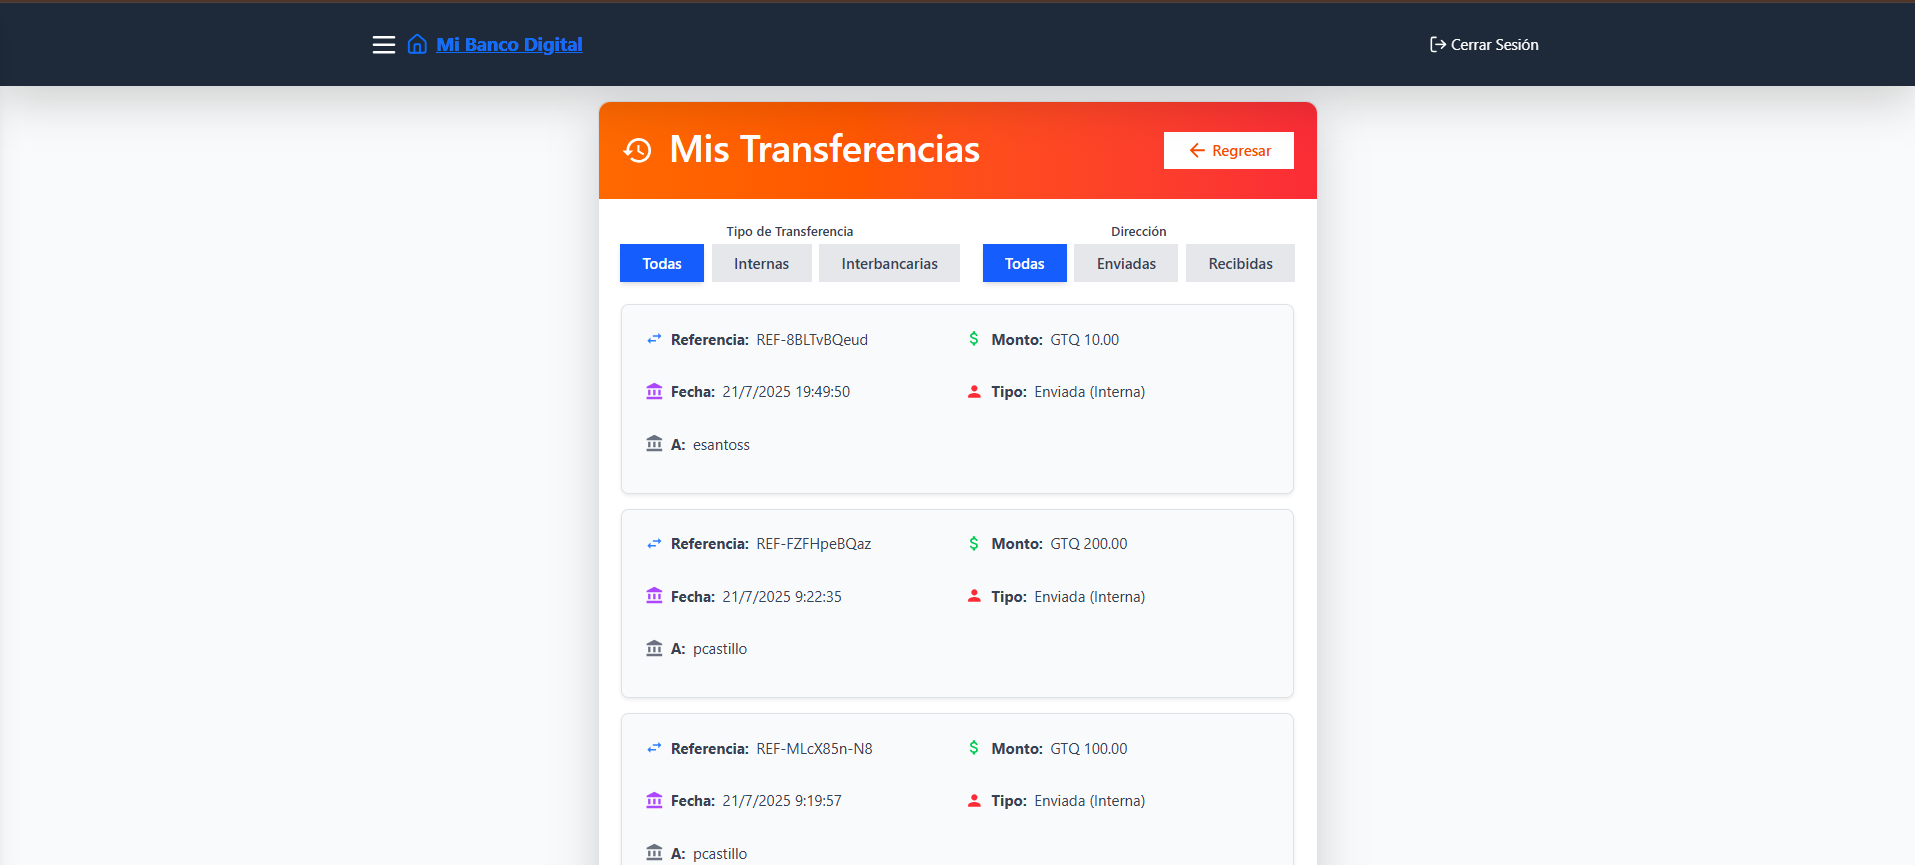 Mi Banco Digital
Cerrar Sesión
Mis Transferencias
Regresar
Tipo de Transferencia
Dirección
Todas Internas Interbancarias
Todas Enviadas Recibidas
Referencia: REF-8BLTvBQeud
Monto: GTQ 10.00
Fecha: 21/7/2025 19:49:50
Tipo: Enviada (Interna)
A: esantoss
Referencia: REF-FZFHpeBQaz
Monto: GTQ 200.00
Fecha: 21/7/2025 9:22:35
Tipo: Enviada (Interna)
A: pcastillo
Referencia: REF-MLcX85n-N8
Monto: GTQ 100.00
Fecha: 21/7/2025 9:19:57
Tipo: Enviada (Interna)
A: pcastillo